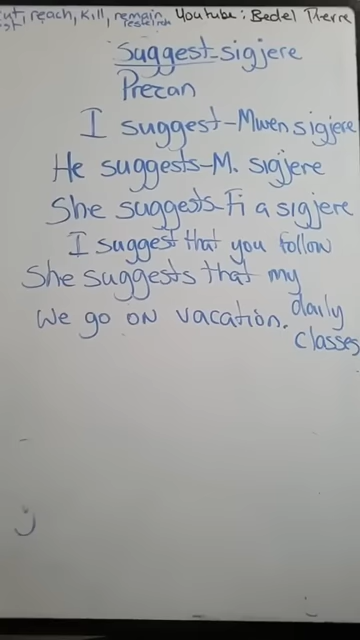 cut, reach, kill, remain, Youtube: Bedel Pierre
research
Suggest-sigjere
Prezan
I suggest-Mwen sigjere
He suggests-M. sigjere
She suggests-Fi a sigjere
I suggest that you follow my daily classes
She suggests that
We go on vacation.